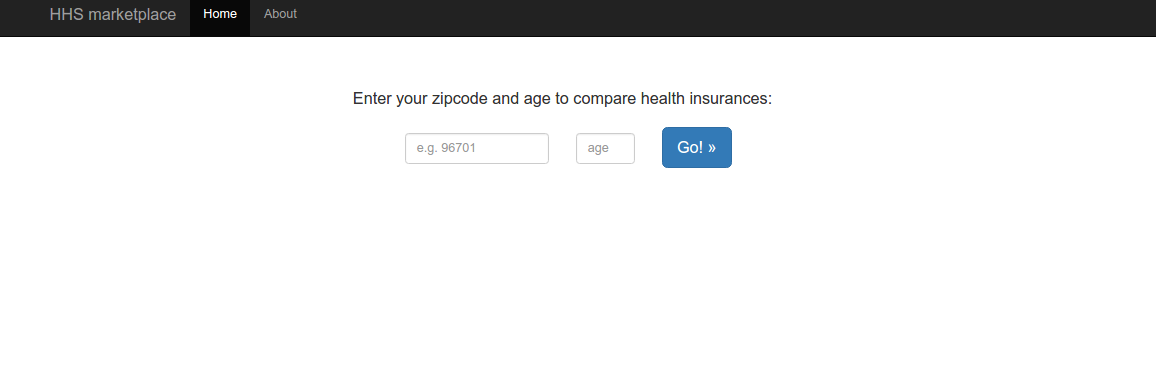 HHS marketplace Home About
Enter your zipcode and age to compare health insurances:
e.g. 96701 age Go! »